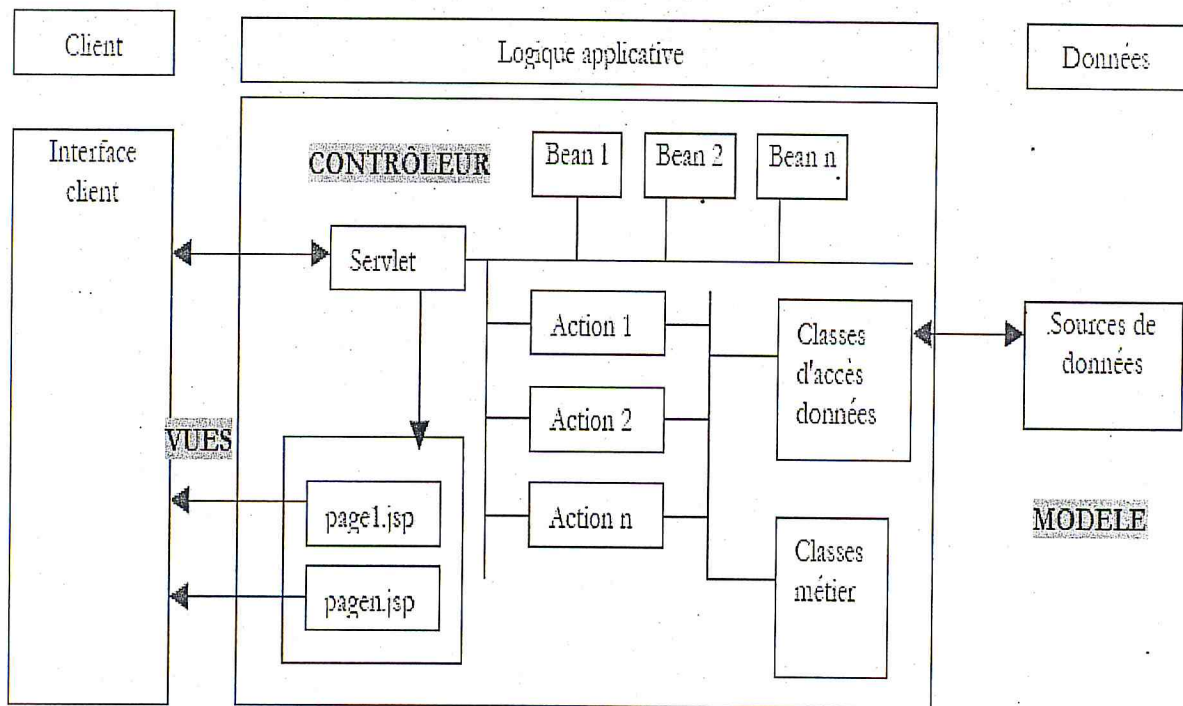 Client
Logique applicative
Données
Interface
client
CONTRÔLEUR
Bean 1
Bean 2
Bean n
Servlet
Action 1
Classes
d'accès
données
.Sources de
données
Action 2
VUES
page1.jsp
Action n
MODELE
Classes
métier
pagen.jsp